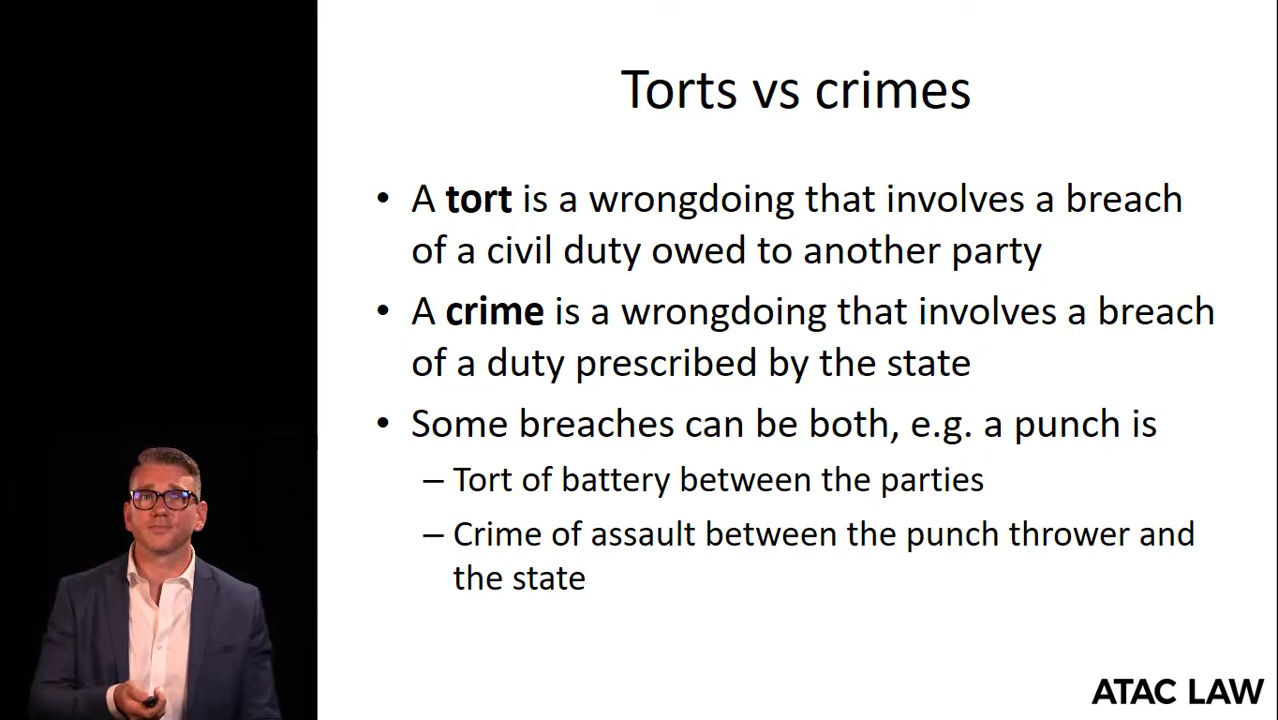 Torts vs crimes
• A tort is a wrongdoing that involves a breach
of a civil duty owed to another party
• A crime is a wrongdoing that involves a breach
of a duty prescribed by the state
• Some breaches can be both, e.g. a punch is
– Tort of battery between the parties
– Crime of assault between the punch thrower and
the state
ATAC LAW